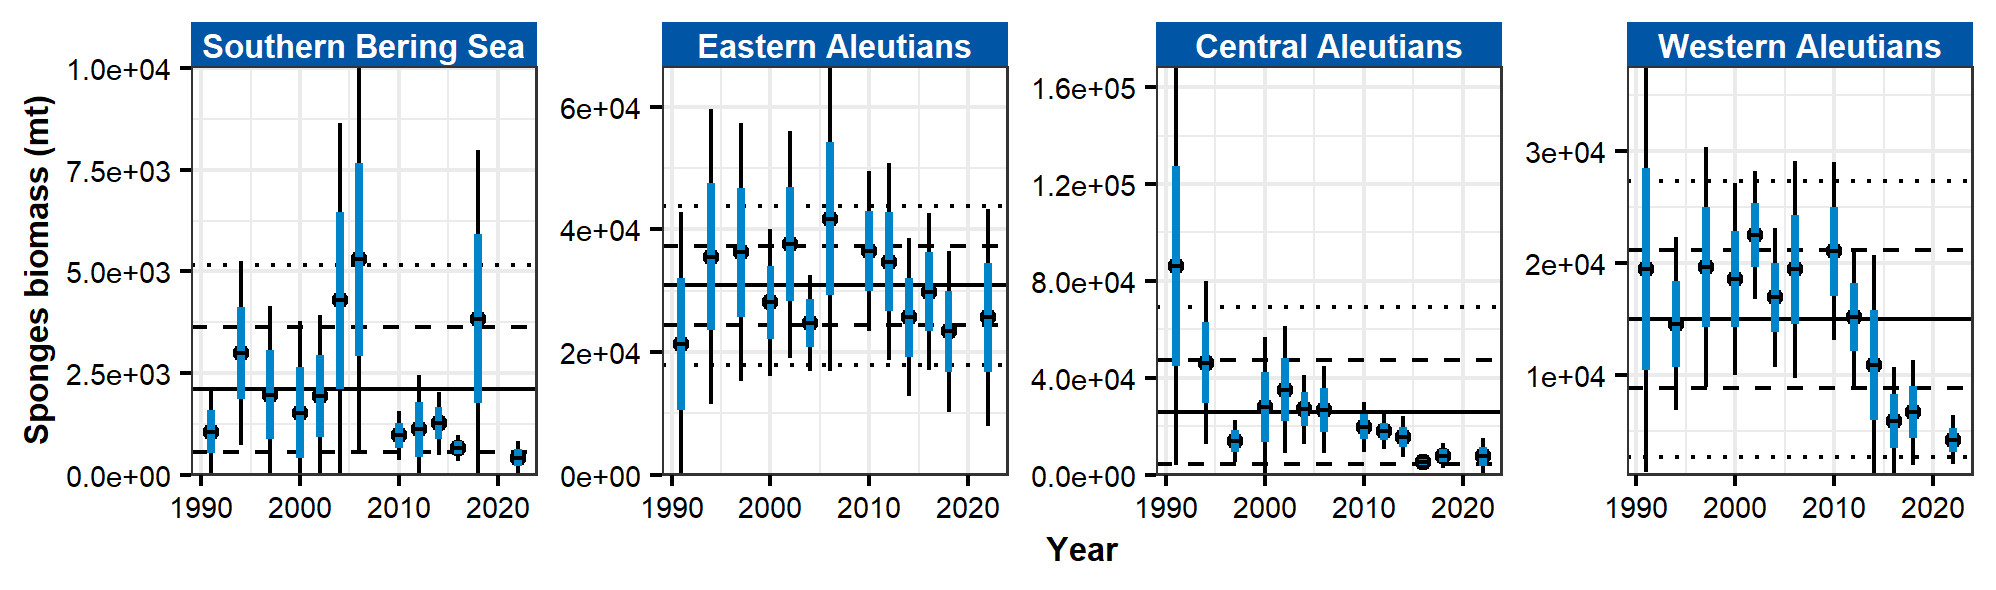 Southern Bering Sea
Eastern Aleutians
Central Aleutians
Western Aleutians
Sponges biomass (mt)
1.0e+04
7.5e+03
5.0e+03
2.5e+03
0.0e+00
6e+04
4e+04
2e+04
0e+00
1.6e+05
1.2e+05
8.0e+04
4.0e+04
0.0e+00
3e+04
2e+04
1e+04
1990 2000 2010 2020
1990 2000 2010 2020
1990 2000 2010 2020
1990 2000 2010 2020
Year